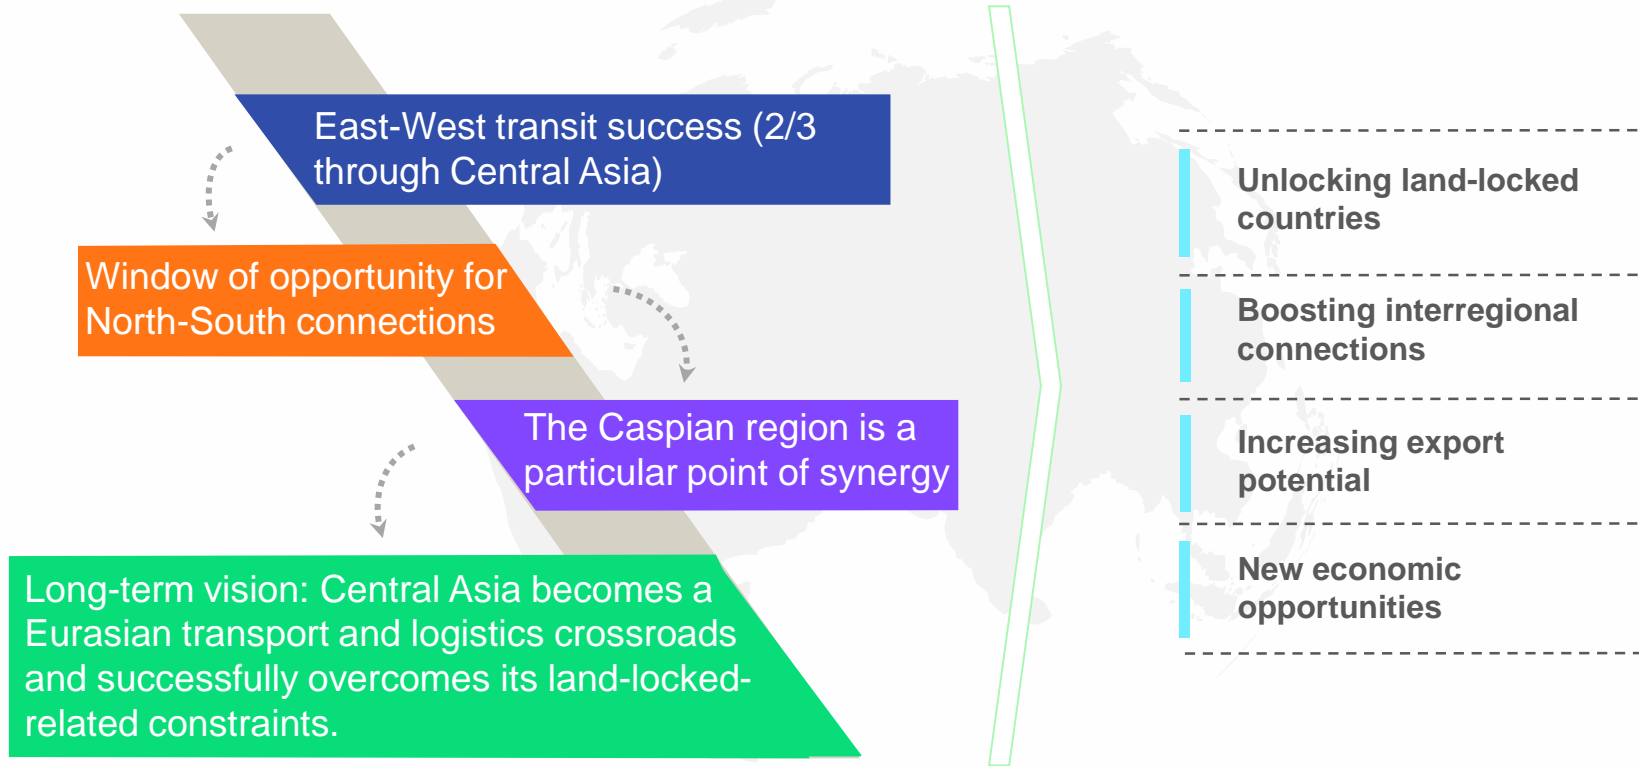 East-West transit success (2/3
through Central Asia)
Window of opportunity for
North-South connections
The Caspian region is a
particular point of synergy
Long-term vision: Central Asia becomes a
Eurasian transport and logistics crossroads
and successfully overcomes its land-locked-
related constraints.
Unlocking land-locked
countries
Boosting interregional
connections
Increasing export
potential
New economic
opportunities